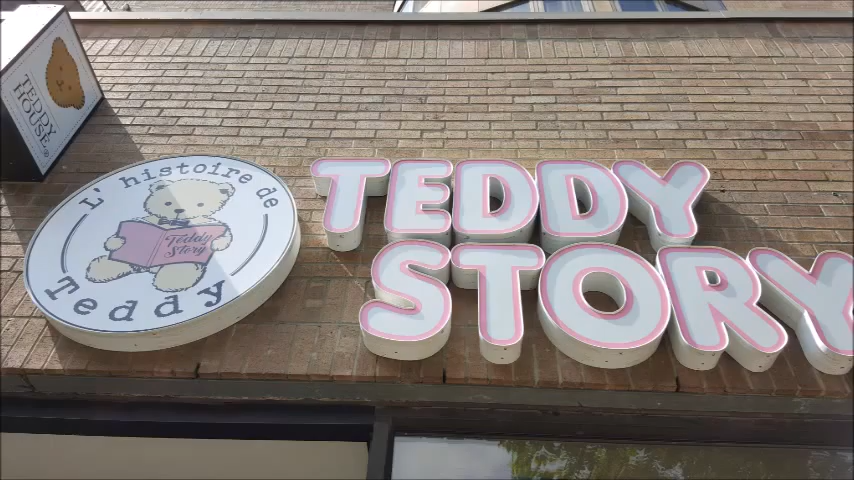 TEDDY
HOUSE
L'histoire de
Teddy
Teddy
Story
TEDDY
STORY